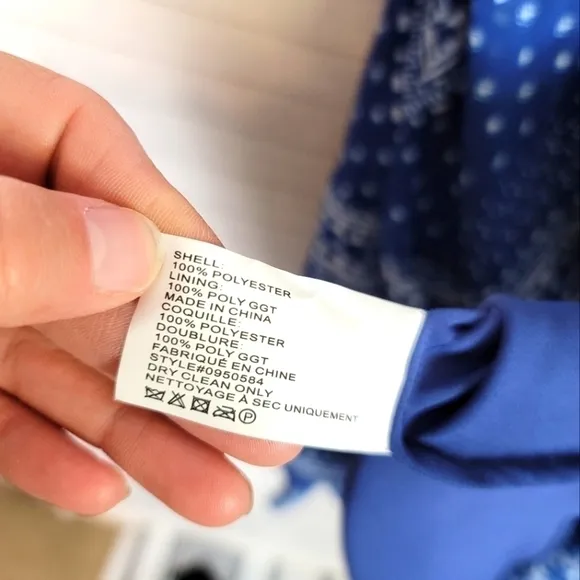 SHELL:
100% POLYESTER
LINING:
100% POLY GGT
MADE IN CHINA
COQUILLE:
100% POLYESTER
DOUBLURE:
100% POLY GGT
FABRIQUÉ EN CHINE
STYLE#0950584
DRY CLEAN ONLY
NETTOYAGE À SEC UNIQUEMENT
P